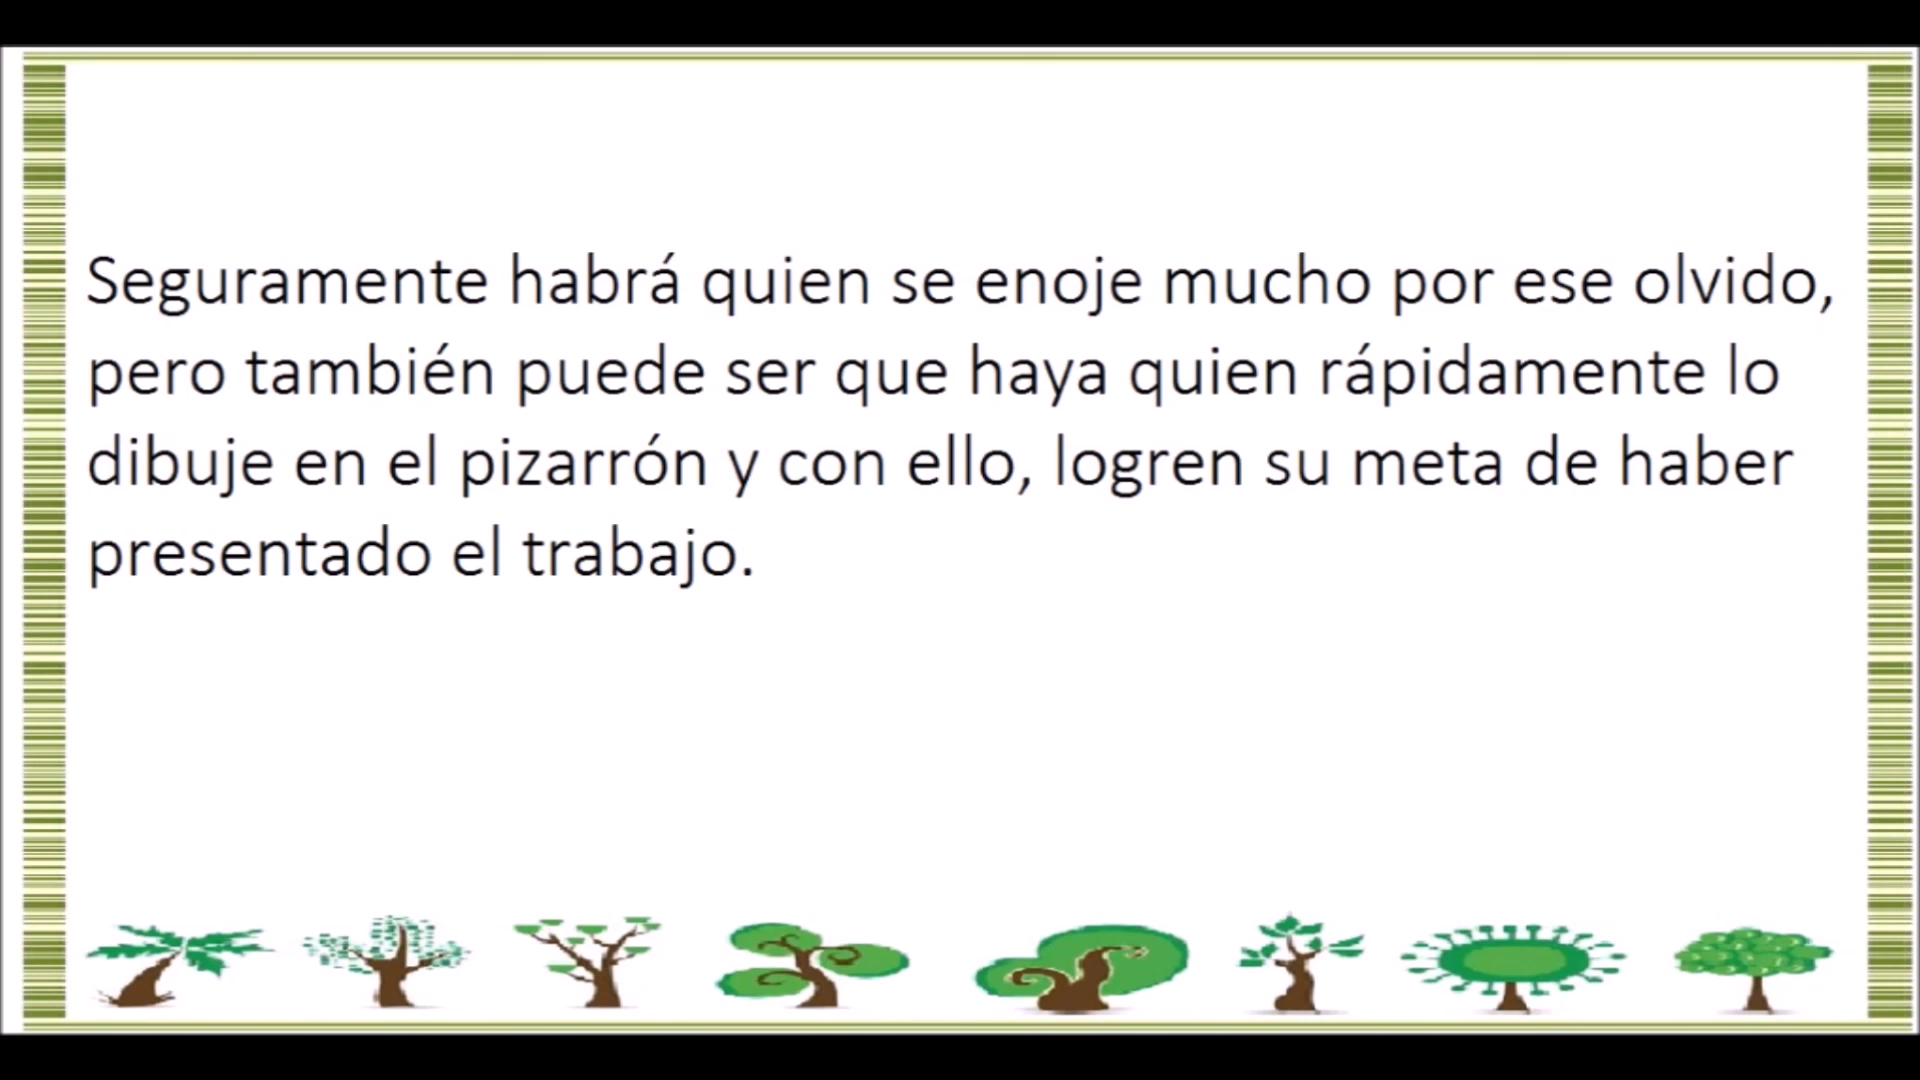 Seguramente habrá quien se enoje mucho por ese olvido,
pero también puede ser que haya quien rápidamente lo
dibuje en el pizarrón y con ello, logren su meta de haber
presentado el trabajo.